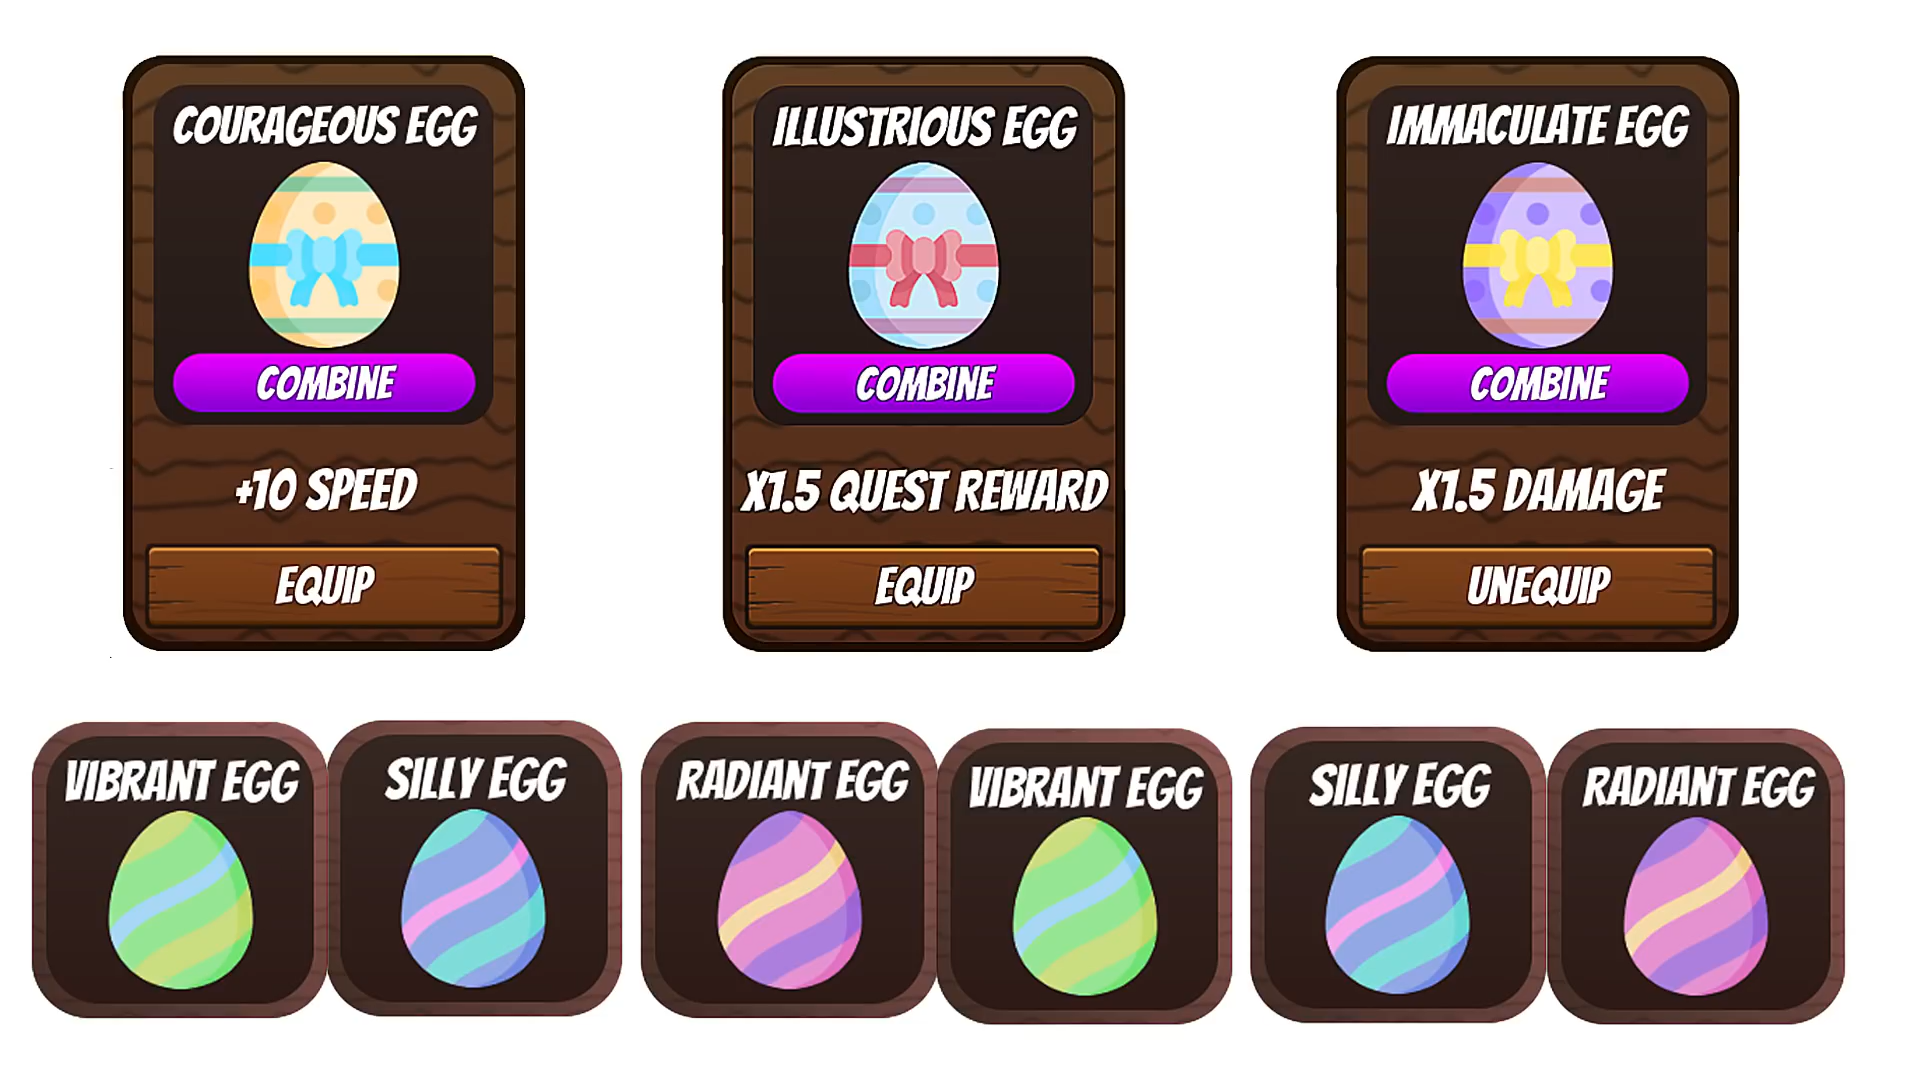 COURAGEOUS EGG
COMBINE
+10 SPEED
EQUIP
ILLUSTRIOUS EGG
COMBINE
X1.5 QUEST REWARD
EQUIP
IMMACULATE EGG
COMBINE
X1.5 DAMAGE
UNEQUIP
VIBRANT EGG
SILLY EGG
RADIANT EGG
VIBRANT EGG
SILLY EGG
RADIANT EGG